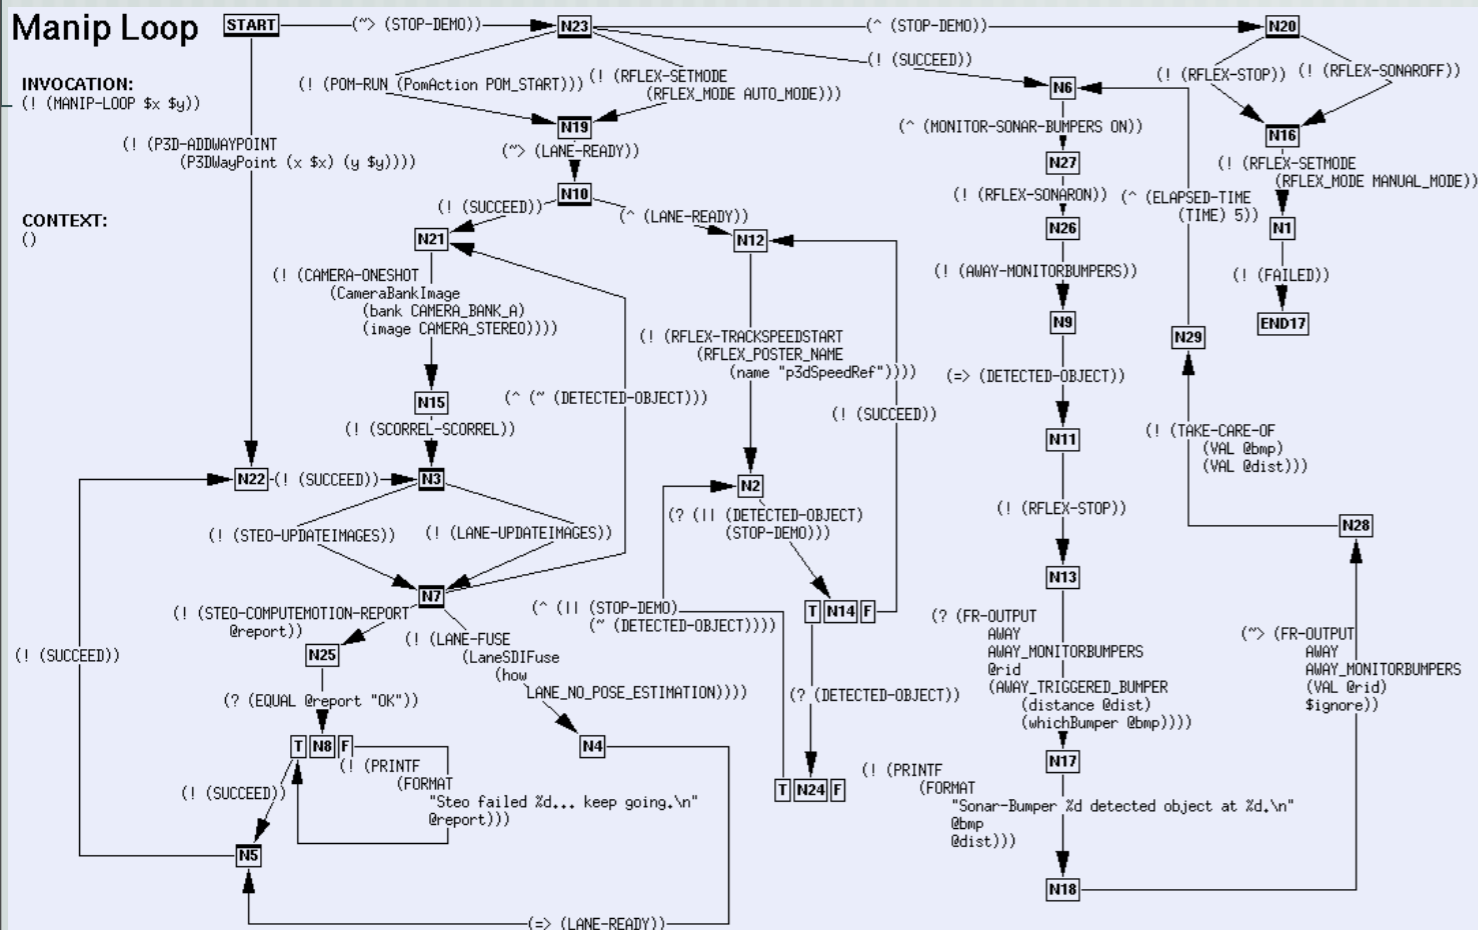 Manip Loop
START
(~> (STOP-DEMO))
N23
(^ (STOP-DEMO))
N20
(! (SUCCEED))
INVOCATION:
(! (MANIP-LOOP $x $y))
(! (POM-RUN (PomAction POM_START)))
(! (RFLEX-SETMODE
(RFLEX_MODE AUTO_MODE)))
N6
(! (RFLEX-STOP))
(! (RFLEX-SONAROFF))
N19
(^ (MONITOR-SONAR-BUMPERS ON))
N16
(! (P3D-ADDWAYPOINT
(P3DWayPoint (x $x) (y $y))))
(~> (LANE-READY))
N27
(! (RFLEX-SETMODE
(RFLEX_MODE MANUAL_MODE))
N10
(! (RFLEX-SONARON))
(^ (ELAPSED-TIME
(TIME) 5))
CONTEXT:
()
(! (SUCCEED))
(^ (LANE-READY))
N21
N12
N26
N1
(! (CAMERA-ONESHOT
(CameraBankImage
(bank CAMERA_BANK_A)
(image CAMERA_STEREO))))
(! (AWAY-MONITORBUMPERS))
(! (FAILED))
N9
END17
(! (RFLEX-TRACKSPEEDSTART
(RFLEX_POSTER_NAME
(name "p3dSpeedRef"))))
N29
(=> (DETECTED-OBJECT))
N15
(^ (~ (DETECTED-OBJECT)))
(! (SUCCEED))
(! (SCORREL-SCORREL))
N11
(! (TAKE-CARE-OF
(VAL @bmp)
(VAL @dist)))
N22
(! (SUCCEED))
N3
N2
(! (RFLEX-STOP))
(? (|| (DETECTED-OBJECT)
(STOP-DEMO)))
N28
(! (STEO-UPDATEIMAGES))
(! (LANE-UPDATEIMAGES))
N13
N7
T N14 F
(! (STEO-COMPUTEMOTION-REPORT
@report))
(^ (|| (STOP-DEMO)
(~ (DETECTED-OBJECT))))
(? (FR-OUTPUT
AWAY
AWAY_MONITORBUMPERS
@rid
(AWAY_TRIGGERED_BUMPER
(distance @dist)
(whichBumper @bmp))))
(~> (FR-OUTPUT
AWAY
AWAY_MONITORBUMPERS
(VAL @rid)
$ignore))
(! (SUCCEED))
N25
(! (LANE-FUSE
(LaneSDIFuse
(how
LANE_NO_POSE_ESTIMATION))))
(? (EQUAL @report "OK"))
(? (DETECTED-OBJECT))
T N8 F
N4
N17
(! (PRINTF
(FORMAT
"Steo failed %d... keep going.\n"
@report)))
T N24 F
(! (PRINTF
(FORMAT
"Sonar-Bumper %d detected object at %d.\n"
@bmp
@dist)))
(! (SUCCEED))
N5
N18
(=> (LANE-READY))